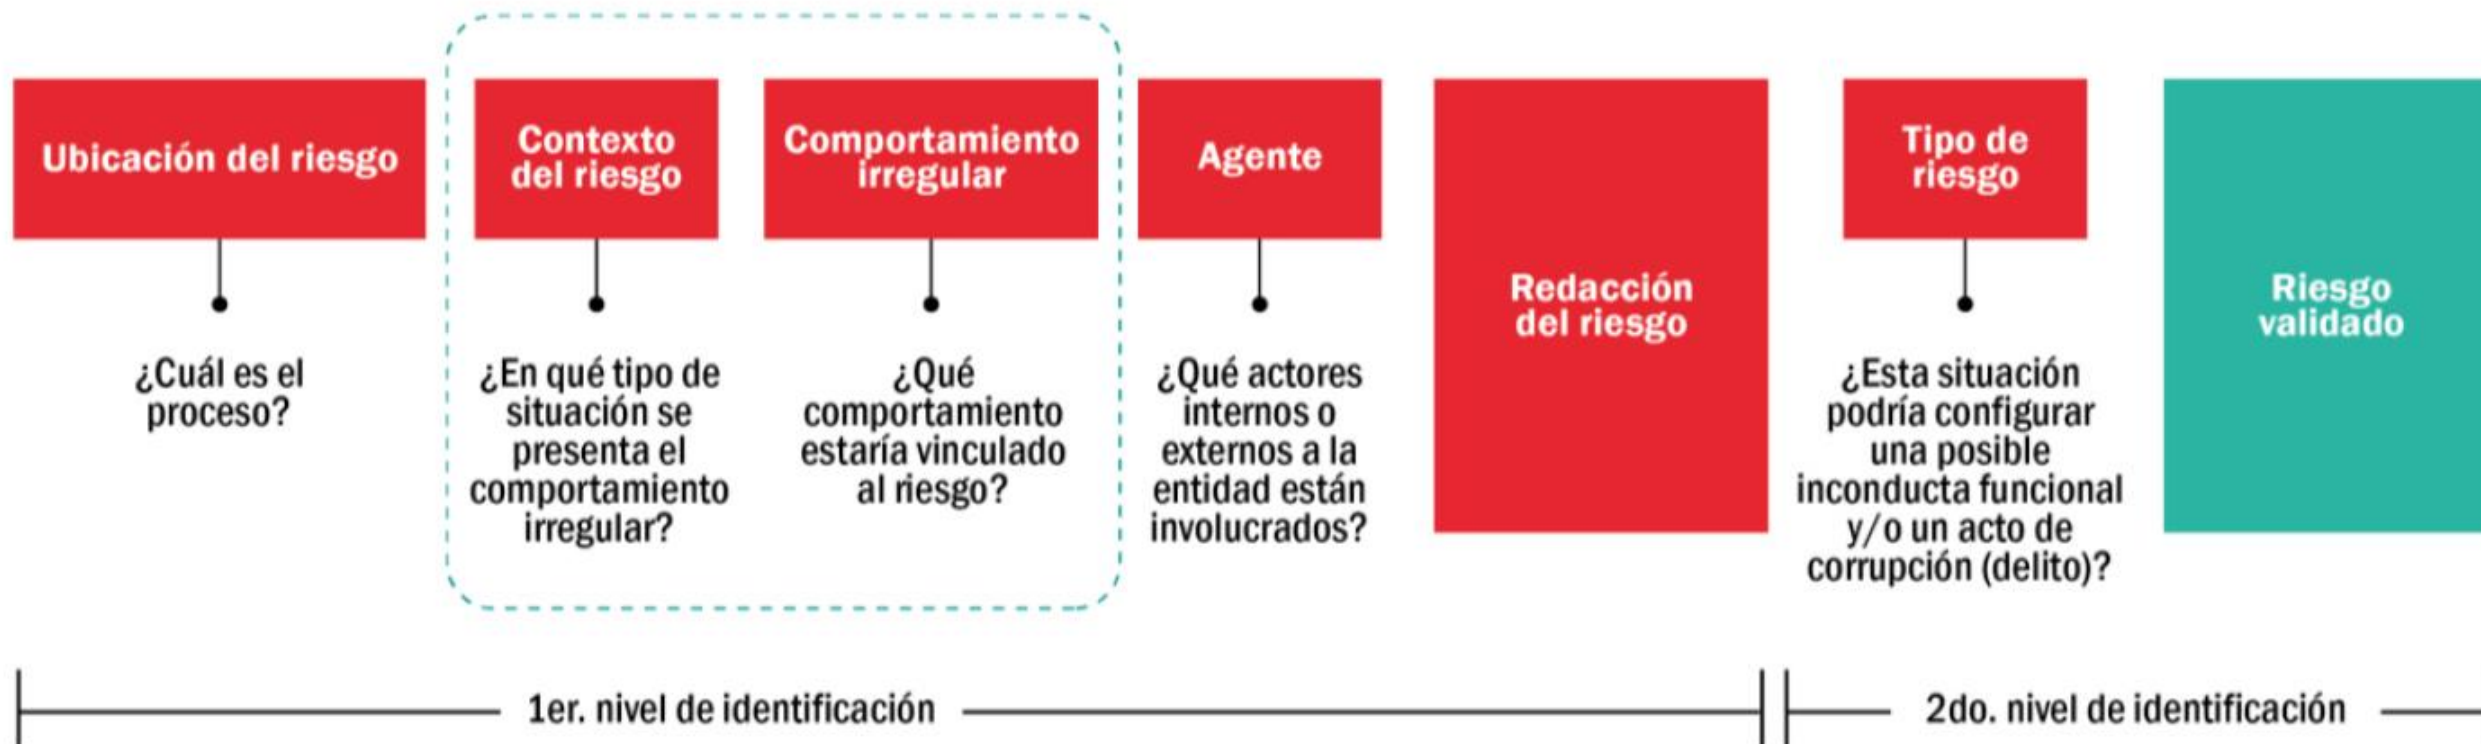 Ubicación del riesgo
¿Cuál es el
proceso?
Contexto
del riesgo
¿En qué tipo de
situación se
presenta el
comportamiento
irregular?
Comportamiento
irregular
¿Qué
comportamiento
estaría vinculado
al riesgo?
Agente
¿Qué actores
internos o
externos a la
entidad están
involucrados?
Redacción
del riesgo
Tipo de
riesgo
¿Esta situación
podría configurar
una posible
inconducta funcional
y/o un acto de
corrupción (delito)?
Riesgo
validado
1er. nivel de identificación
2do. nivel de identificación